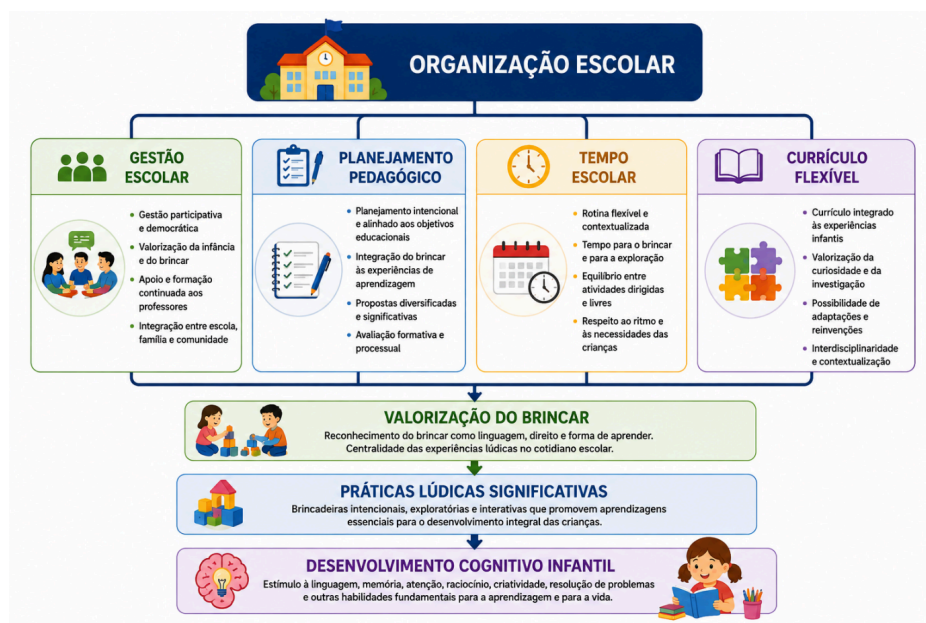 ORGANIZAÇÃO ESCOLAR
GESTÃO
ESCOLAR
• Gestão participativa
e democrática
• Valorização da infância
e do brincar
• Apoio e formação
continuada aos
professores
• Integração entre escola,
família e comunidade
PLANEJAMENTO
PEDAGÓGICO
• Planejamento intencional
e alinhado aos objetivos
educacionais
• Integração do brincar
às experiências de
aprendizagem
• Propostas diversificadas
e significativas
• Avaliação formativa e
processual
TEMPO
ESCOLAR
• Rotina flexível e
contextualizada
• Tempo para o brincar
e para a exploração
• Equilíbrio entre
atividades dirigidas
e livres
• Respeito ao ritmo e
às necessidades das
crianças
CURRÍCULO
FLEXÍVEL
• Currículo integrado
às experiências
infantis
• Valorização da
curiosidade e da
investigação
• Possibilidade de
adaptações e
reinvenções
• Interdisciplinaridade
e contextualização
VALORIZAÇÃO DO BRINCAR
Reconhecimento do brincar como linguagem, direito e forma de aprender.
Centralidade das experiências lúdicas no cotidiano escolar.
PRÁTICAS LÚDICAS SIGNIFICATIVAS
Brincadeiras intencionais, exploratórias e interativas que promovem aprendizagens
essenciais para o desenvolvimento integral das crianças.
DESENVOLVIMENTO COGNITIVO INFANTIL
Estímulo à linguagem, memória, atenção, raciocínio, criatividade, resolução de problemas
e outras habilidades fundamentais para a aprendizagem e para a vida.